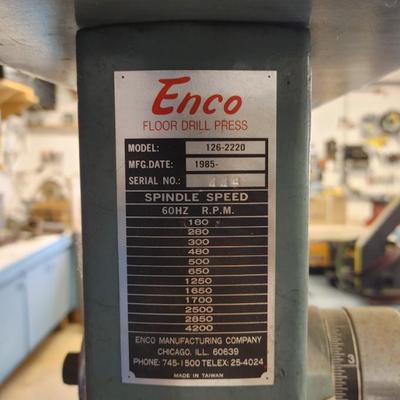 Enco
FLOOR DRILL PRESS
MODEL: 126-2220
MFG.DATE: 1985-
SERIAL NO.:
SPINDLE SPEED
60HZ R.P.M.
180
280
300
480
500
650
1250
1650
1700
2500
2850
4200
ENCO MANUFACTURING COMPANY
CHICAGO. ILL. 60639
PHONE: 745-1500 TELEX: 25-4024
MADE IN TAIWAN
3